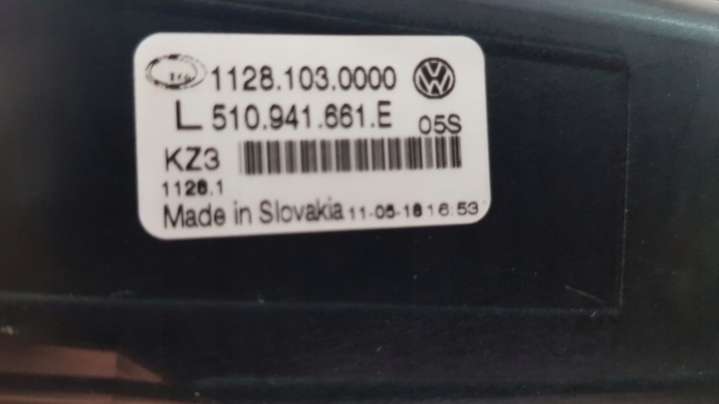 1128.103.0000
L 510.941.661.E 05S
KZ3
1128.1
Made in Slovakia 11-05-18 16:53